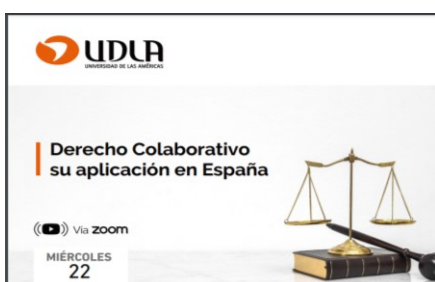 UDLA
UNIVERSIDAD DE LAS AMÉRICAS
Derecho Colaborativo
su aplicación en España
Vía zoom
MIÉRCOLES
22